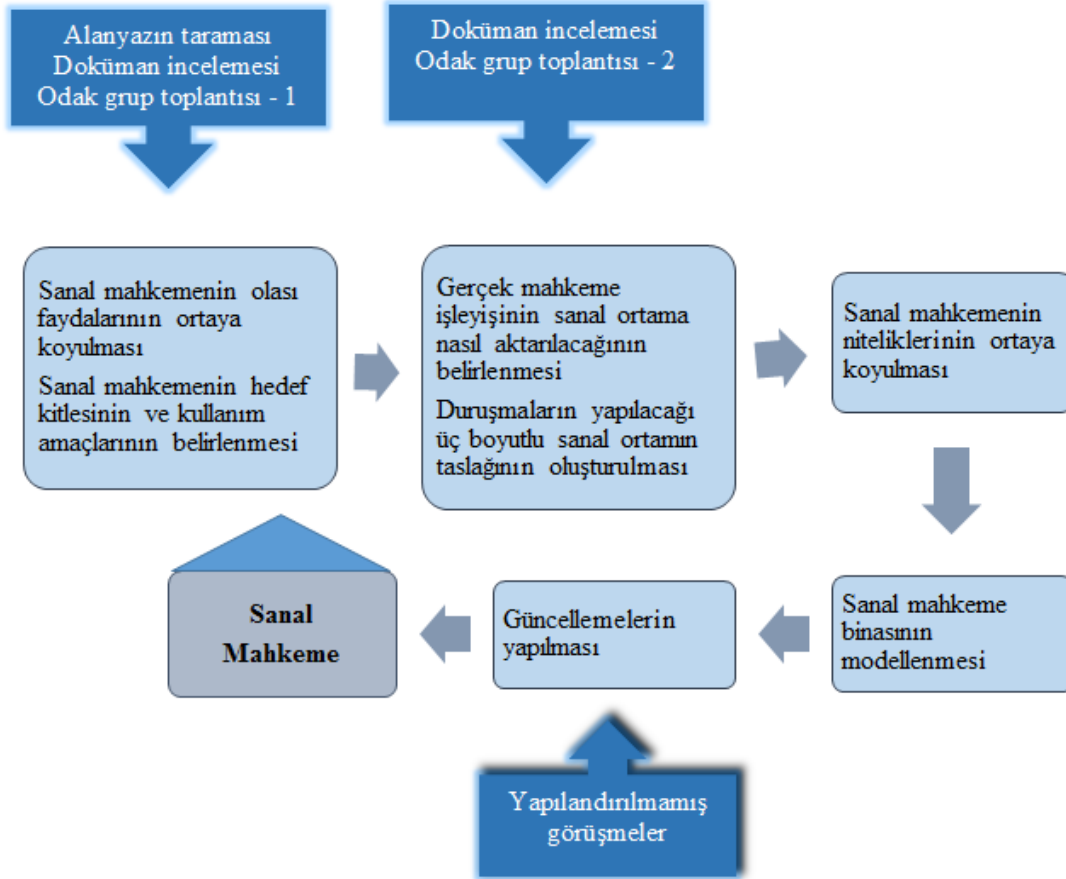 Alanyazın taraması
Doküman incelemesi
Odak grup toplantısı - 1
Doküman incelemesi
Odak grup toplantısı - 2
Sanal mahkemenin olası
faydalarının ortaya
koyulması
Sanal mahkemenin hedef
kitlesinin ve kullanım
amaçlarının belirlenmesi
Gerçek mahkeme
işleyişinin sanal ortama
nasıl aktarılacağının
belirlenmesi
Duruşmaların yapılacağı
üç boyutlu sanal ortamın
taslağının oluşturulması
Sanal mahkemenin
niteliklerinin ortaya
koyulması
Sanal mahkeme
binasının
modellenmesi
Güncellemelerin
yapılması
Sanal
Mahkeme
Yapılandırılmamış
görüşmeler